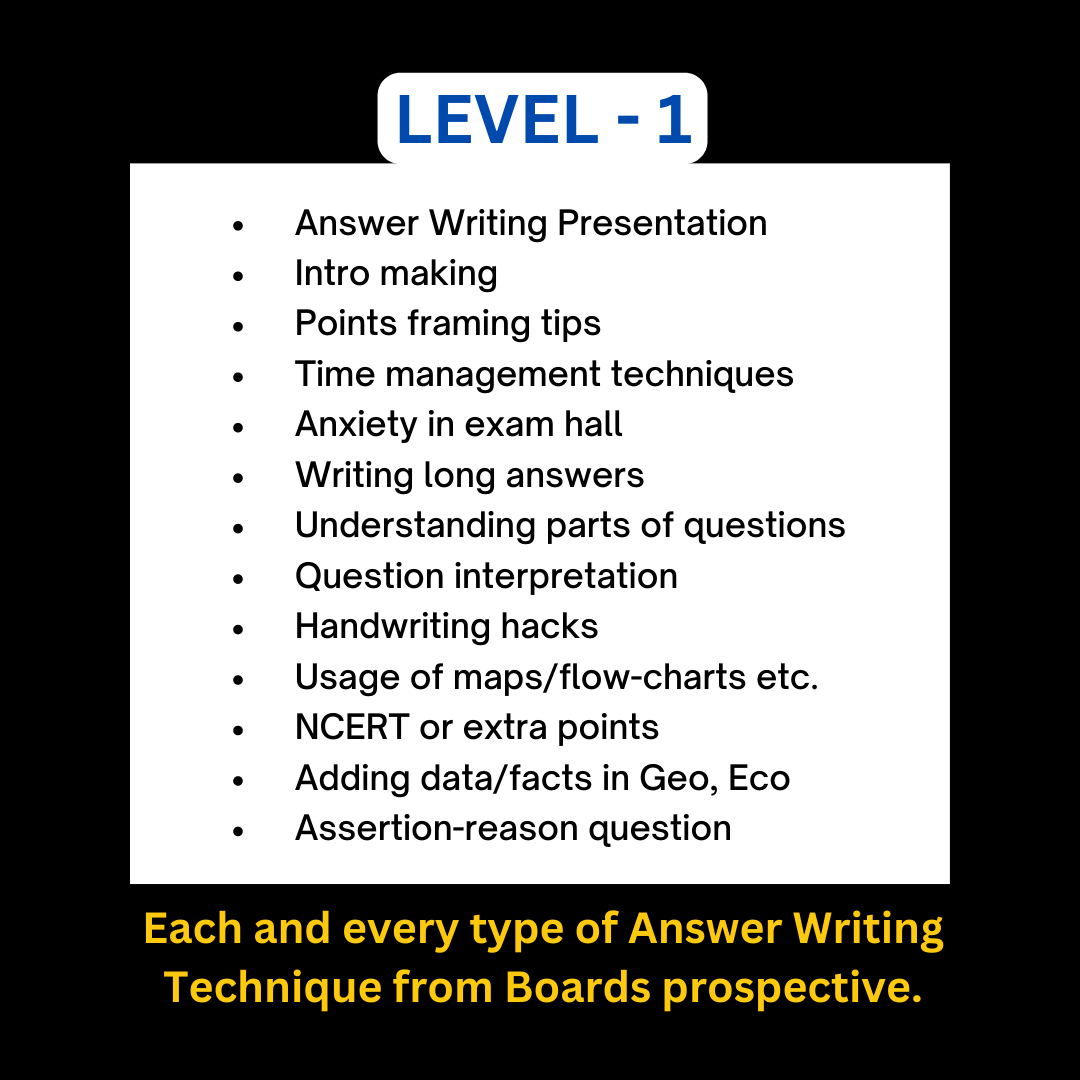 LEVEL - 1
• Answer Writing Presentation
• Intro making
• Points framing tips
• Time management techniques
• Anxiety in exam hall
• Writing long answers
• Understanding parts of questions
• Question interpretation
• Handwriting hacks
• Usage of maps/flow-charts etc.
• NCERT or extra points
• Adding data/facts in Geo, Eco
• Assertion-reason question
Each and every type of Answer Writing
Technique from Boards prospective.